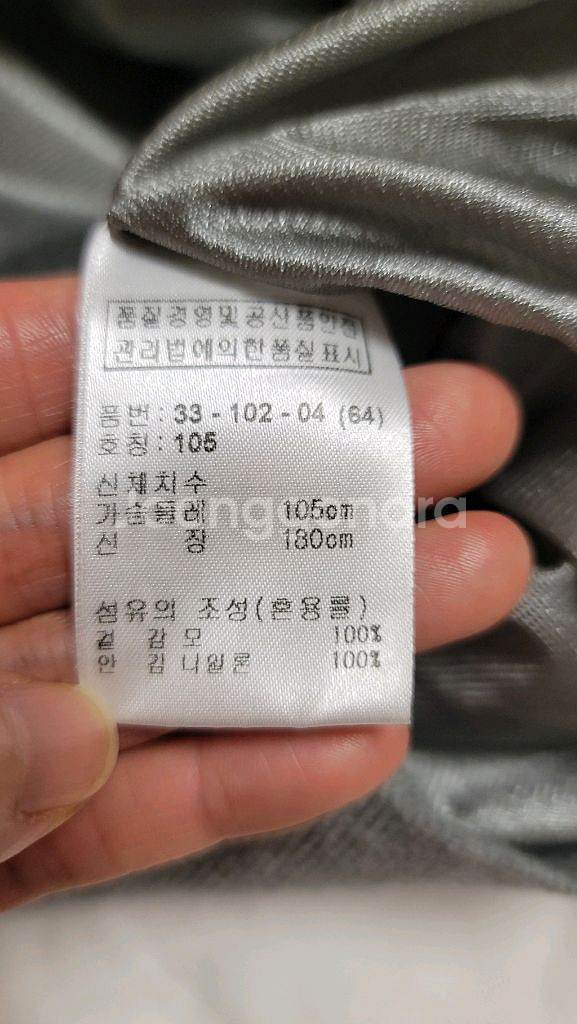 품질경영및공산품안전
관리법에의한품질표시
품번 : 33 - 102 - 04 (64)
호칭 : 105
신체치수
가슴둘레 105cm
신 장 180cm
섬유의 조성(혼용률)
겉 감 모 100%
안 감 나일론 100%